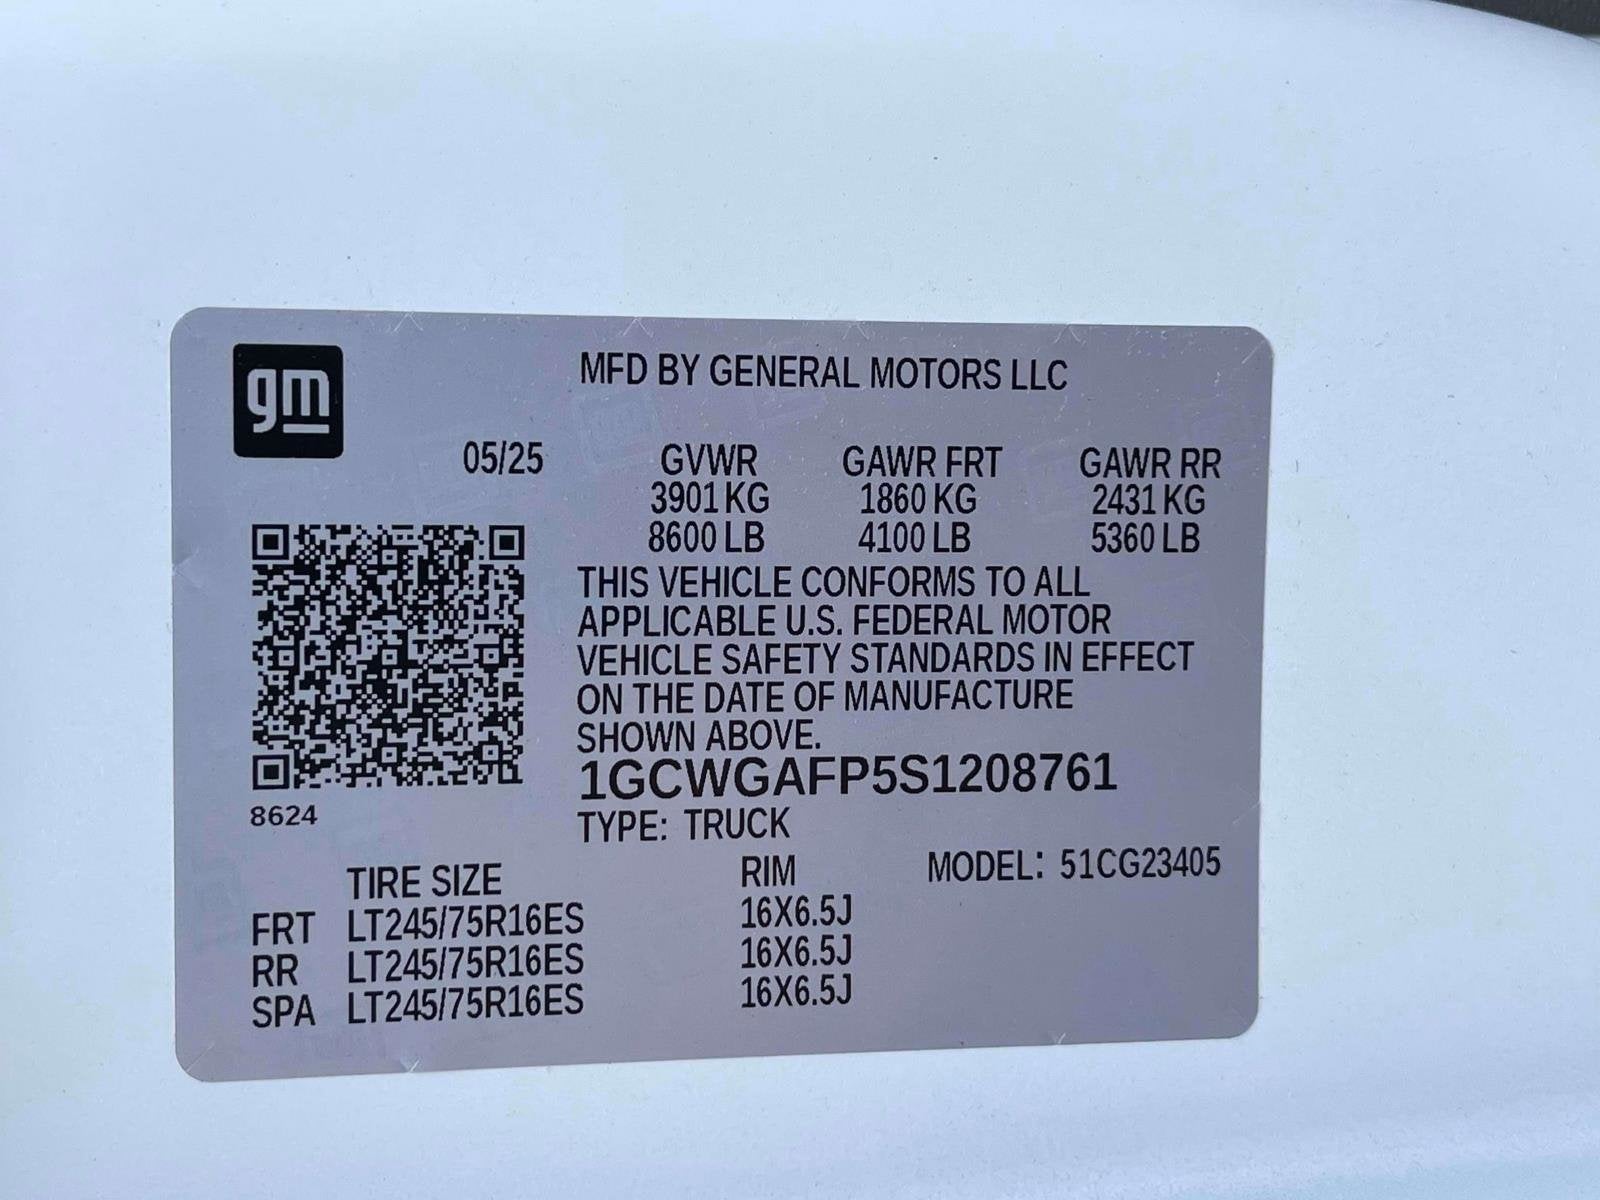 gm
MFD BY GENERAL MOTORS LLC
05/25 GVWR GAWR FRT GAWR RR
3901 KG 1860 KG 2431 KG
8600 LB 4100 LB 5360 LB
THIS VEHICLE CONFORMS TO ALL
APPLICABLE U.S. FEDERAL MOTOR
VEHICLE SAFETY STANDARDS IN EFFECT
ON THE DATE OF MANUFACTURE
SHOWN ABOVE.
1GCWGAFP5S1208761
8624
TYPE: TRUCK
TIRE SIZE RIM MODEL: 51CG23405
FRT LT245/75R16ES 16X6.5J
RR LT245/75R16ES 16X6.5J
SPA LT245/75R16ES 16X6.5J